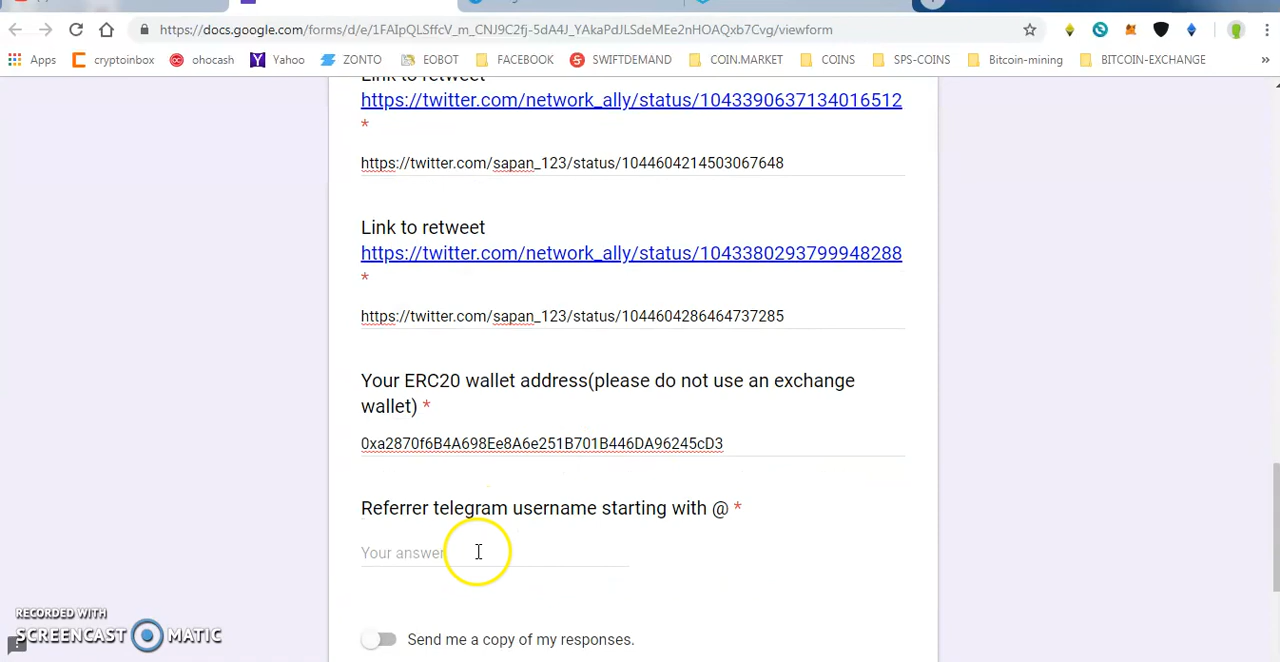 https://docs.google.com/forms/d/e/1FAIpQLSffcV_m_CNJ9C2fj-5dA4J_YAkaPdJLSdeMEe2nHOAQxb7Cvg/viewform
Apps cryptoinbox ohocash Yahoo ZONTO EOBOT FACEBOOK SWIFTDEMAND COIN.MARKET COINS SPS-COINS Bitcoin-mining BITCOIN-EXCHANGE »
Link to retweet
https://twitter.com/network_ally/status/1043390637134016512
*
https://twitter.com/sapan_123/status/1044604214503067648
Link to retweet
https://twitter.com/network_ally/status/1043380293799948288
*
https://twitter.com/sapan_123/status/1044604286464737285
Your ERC20 wallet address(please do not use an exchange
wallet) *
0xa2870f6B4A698Ee8A6e251B701B446DA96245cD3
Referrer telegram username starting with @ *
Your answer
Send me a copy of my responses.
RECORDED WITH
SCREENCAST MATIC